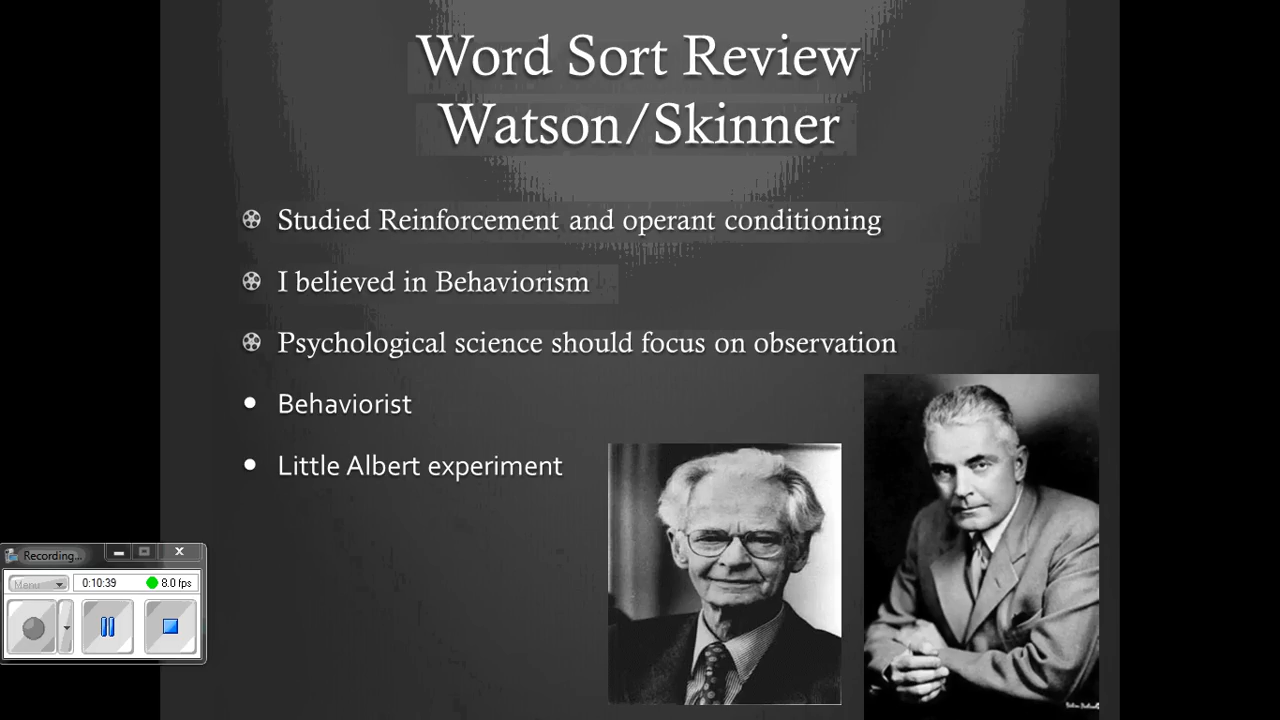 Word Sort Review
Watson/Skinner
Studied Reinforcement and operant conditioning
I believed in Behaviorism
Psychological science should focus on observation
Behaviorist
Little Albert experiment
Recording...
Menu
0:10:39
8.0 fps